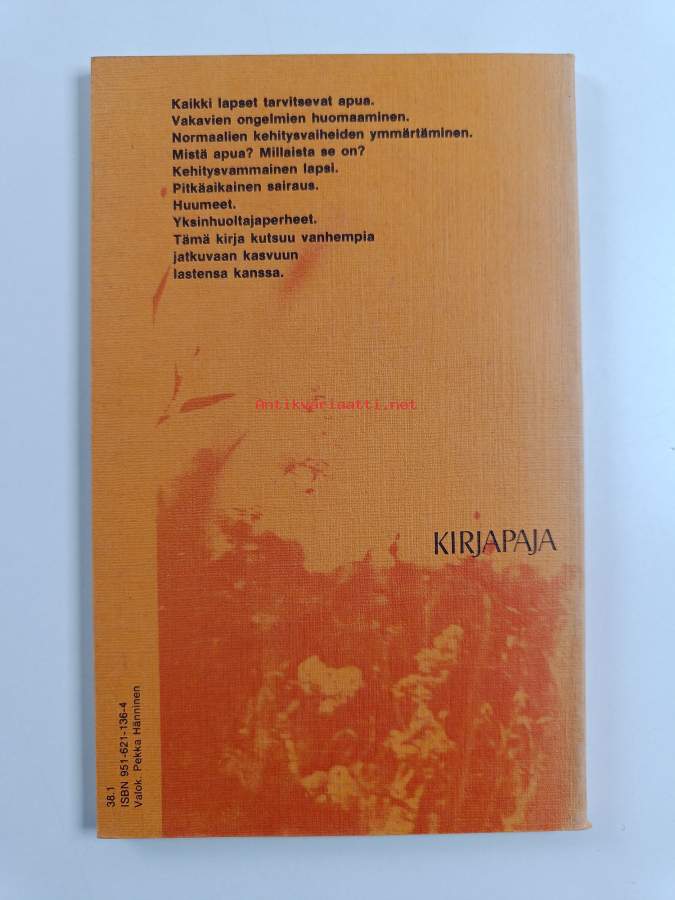 Kaikki lapset tarvitsevat apua.
Vakavien ongelmien huomaaminen.
Normaalien kehitysvaiheiden ymmärtäminen.
Mistä apua? Millaista se on?
Kehitysvammainen lapsi.
Pitkäaikainen sairaus.
Huumeet.
Yksinhuoltajaperheet.
Tämä kirja kutsuu vanhempia
jatkuvaan kasvuun
lastensa kanssa.
Antikvariaatti.net
KIRJAPAJA
38.1
ISBN 951-621-136-4
Valok. Pekka Hänninen